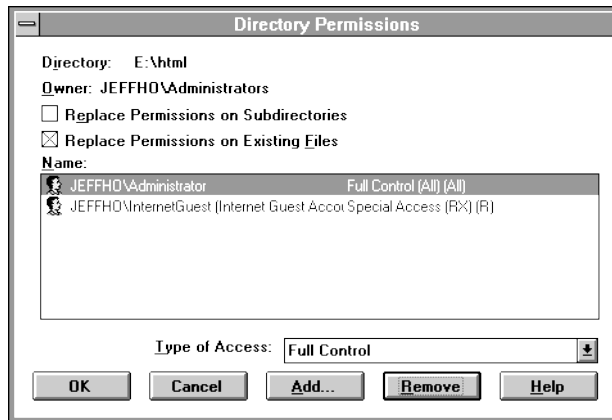 Directory Permissions
Directory: E:\html
Owner: JEFFHO\Administrators
Replace Permissions on Subdirectories
Replace Permissions on Existing Files
Name:
JEFFHO\Administrator Full Control (All) (All)
JEFFHO\InternetGuest (Internet Guest Accou Special Access (RX) (R)
Type of Access: Full Control
OK Cancel Add... Remove Help